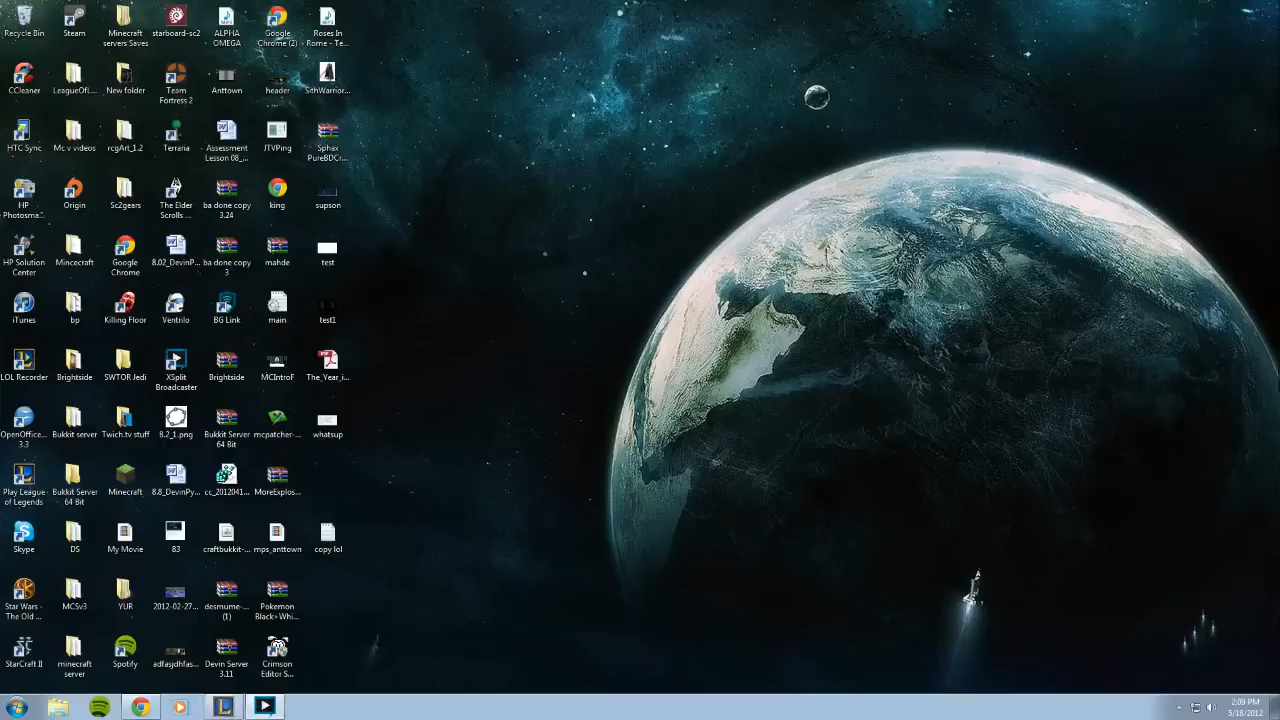 Recycle Bin
Steam
Minecraft
servers Saves
starboard-sc2
ALPHA
OMEGA
Google
Chrome (2)
Roses In
Rome - Te...
CCleaner
LeagueOfL...
New folder
Team
Fortress 2
Anttown
header
SithWarrior...
HTC Sync
Mc v videos
rcgArt_1.2
Terraria
Assessment
Lesson 08_...
JTVPing
Sphax
PureBDCr...
HP
Photosma...
Origin
Sc2gears
The Elder
Scrolls ...
ba done copy
3.24
king
supson
HP Solution
Center
Minccraft
Google
Chrome
8.02_DevinP...
ba done copy
3
mahde
test
iTunes
bp
Killing Floor
Ventrilo
BG Link
main
test1
LOL Recorder
Brightside
SWTOR Jedi
XSplit
Broadcaster
Brightside
MCIntroF
The_Year_i...
OpenOffice...
3.3
Bukkit server
Twich.tv stuff
8.2_1.png
Bukkit Server
64 Bit
mcpatcher-...
whatsup
Play League
of Legends
Bukkit Server
64 Bit
Minecraft
8.8_DevinPy...
cc_2012041...
MoreExplos...
Skype
DS
My Movie
83
craftbukkit-...
mps_anttown
copy lol
Star Wars -
The Old ...
MCSv3
YUR
2012-02-27...
desmume-...
(1)
Pokemon
Black+Whi...
StarCraft II
minecraft
server
Spotify
adfasjdhfas...
Devin Server
3.11
Crimson
Editor S...
2:09 PM
5/18/2012